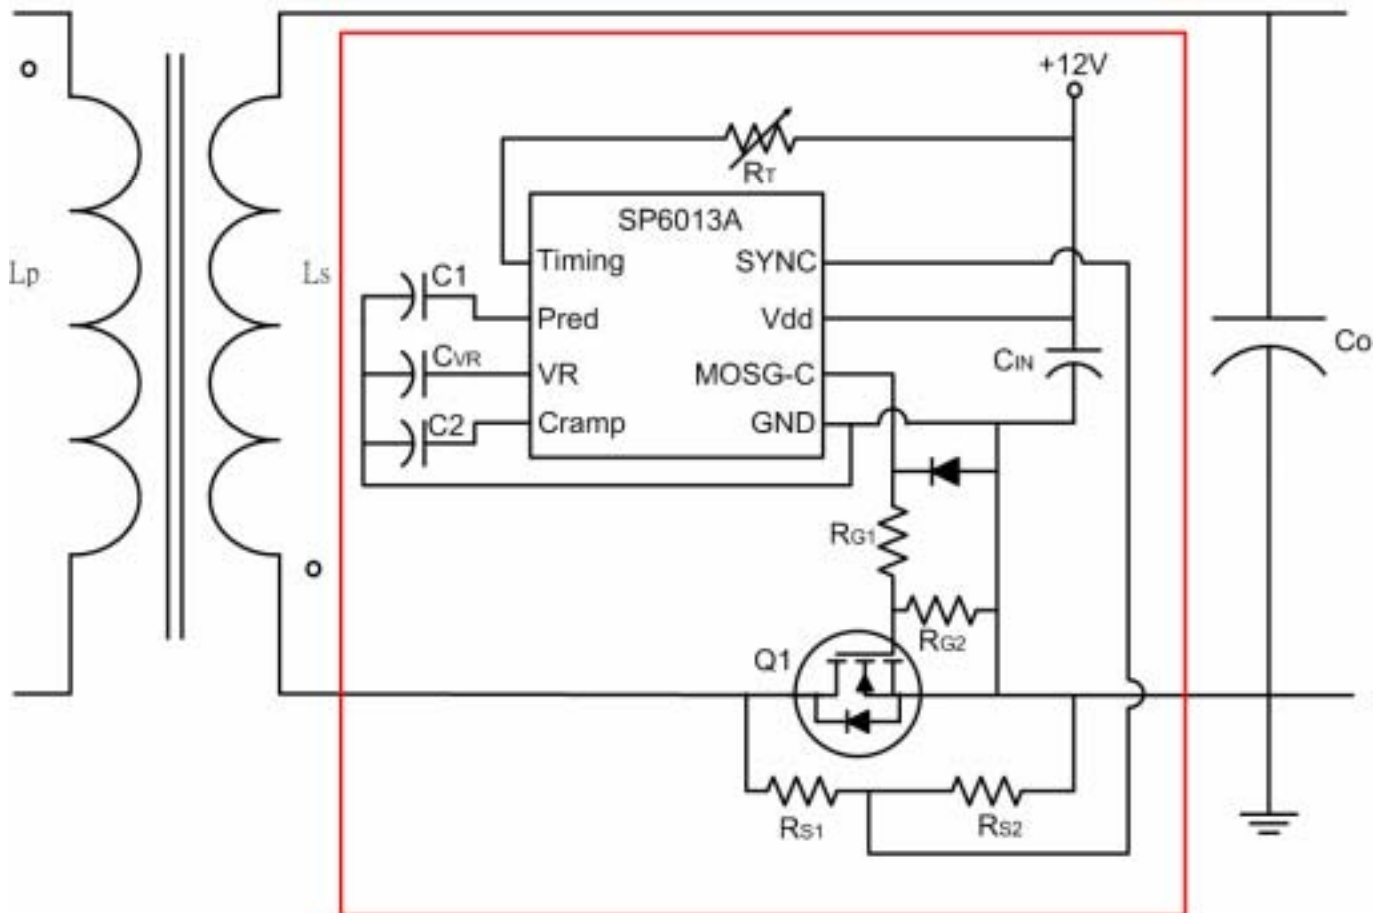 +12V
RT
SP6013A
Timing
SYNC
Lp
Ls
C1
Pred
Vdd
Co
CVR
CIN
VR
MOSG-C
C2
Cramp
GND
RG1
RG2
Q1
RS1
RS2